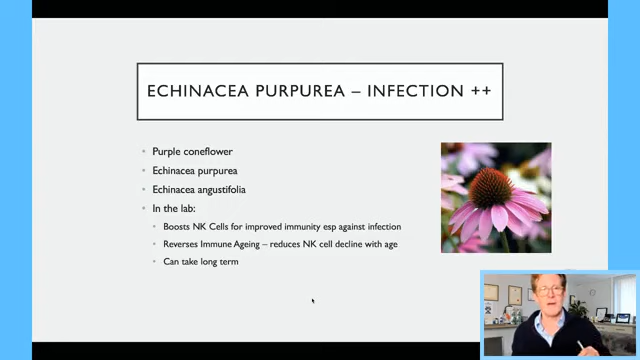 ECHINACEA PURPUREA – INFECTION ++
Purple coneflower
Echinacea purpurea
Echinacea angustifolia
In the lab:
Boosts NK Cells for improved immunity esp against infection
Reverses Immune Ageing – reduces NK cell decline with age
Can take long term